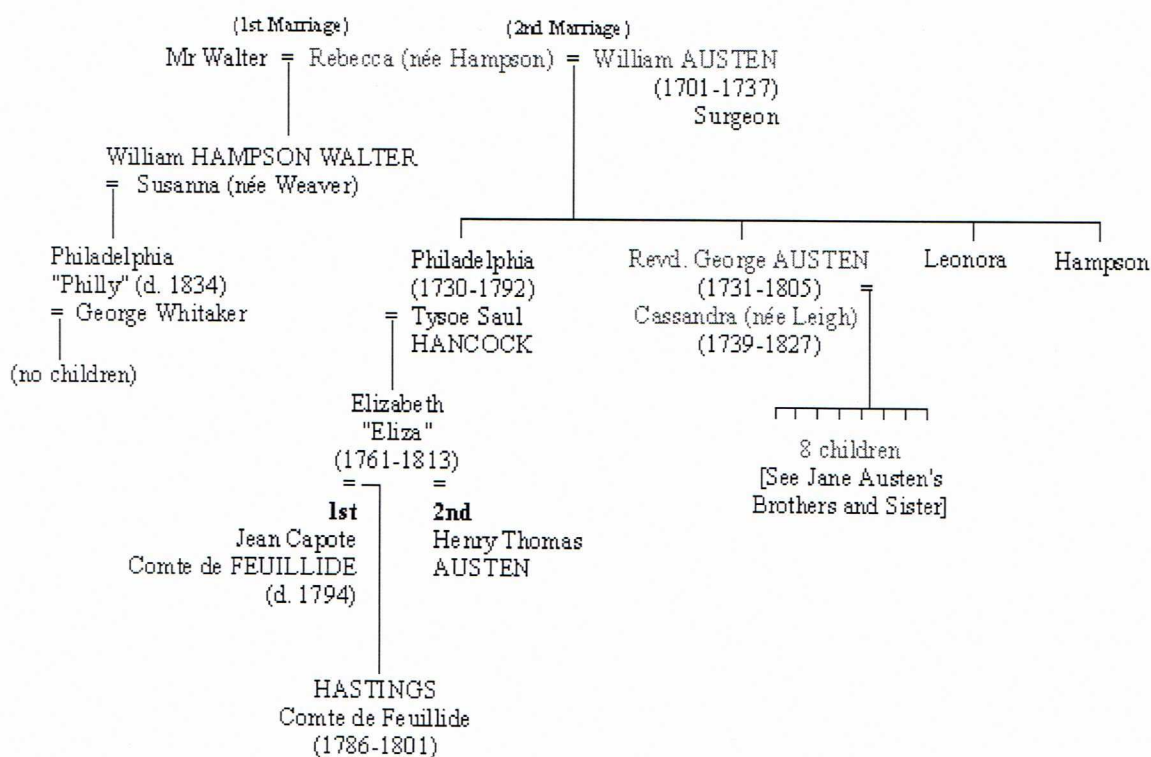 (1st Marriage) (2nd Marriage)
Mr Walter = Rebecca (née Hampson) = William AUSTEN
(1701-1737)
Surgeon
William HAMPSON WALTER
= Susanna (née Weaver)
Philadelphia
"Philly" (d. 1834)
= George Whitaker
(no children)
Philadelphia
(1730-1792)
= Tysoe Saul
HANCOCK
Revd. George AUSTEN
(1731-1805) =
Cassandra (née Leigh)
(1739-1827)
Leonora
Hampson
Elizabeth
"Eliza"
(1761-1813)
= =
1st
Jean Capote
Comte de FEUILLIDE
(d. 1794)
2nd
Henry Thomas
AUSTEN
8 children
[See Jane Austen's
Brothers and Sister]
HASTINGS
Comte de Feuillide
(1786-1801)